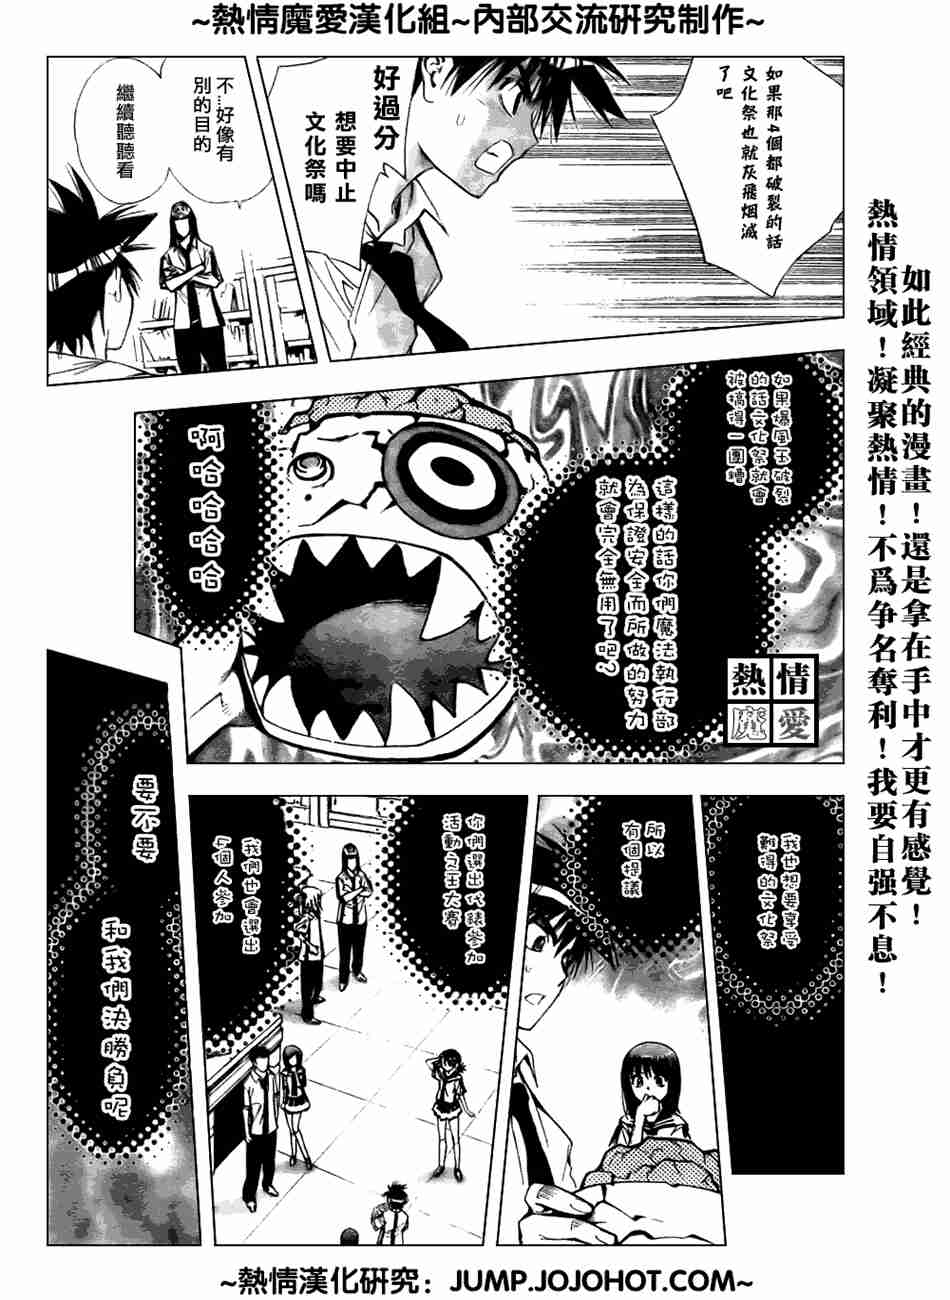 ~熱情魔愛漢化組~內部交流研究制作~
如果那4個都破裂的話
文化祭也就灰飛烟滅
了吧
好過分
想要中止
文化祭嗎
不...好像有
別的目的
繼續聽聽看
如果爆風玉破裂
的話文化祭就會
被搞得一團糟
這樣的話你們魔法執行部
為保證安全而所做的努力
就會完全無用了吧?
啊哈哈哈哈
熱情
魔愛
我也想要享受
難得的文化祭
所以
有個提議
你們選出代錶參加
活動之王大賽
我們也會選出
5個人參加
要不要
和我們決勝負呢
如此經典的漫畫！還是拿在手中才更有感覺！
熱情領域！凝聚熱情！不爲争名奪利！我要自强不息！
~熱情漢化研究：JUMP.JOJOHOT.COM~